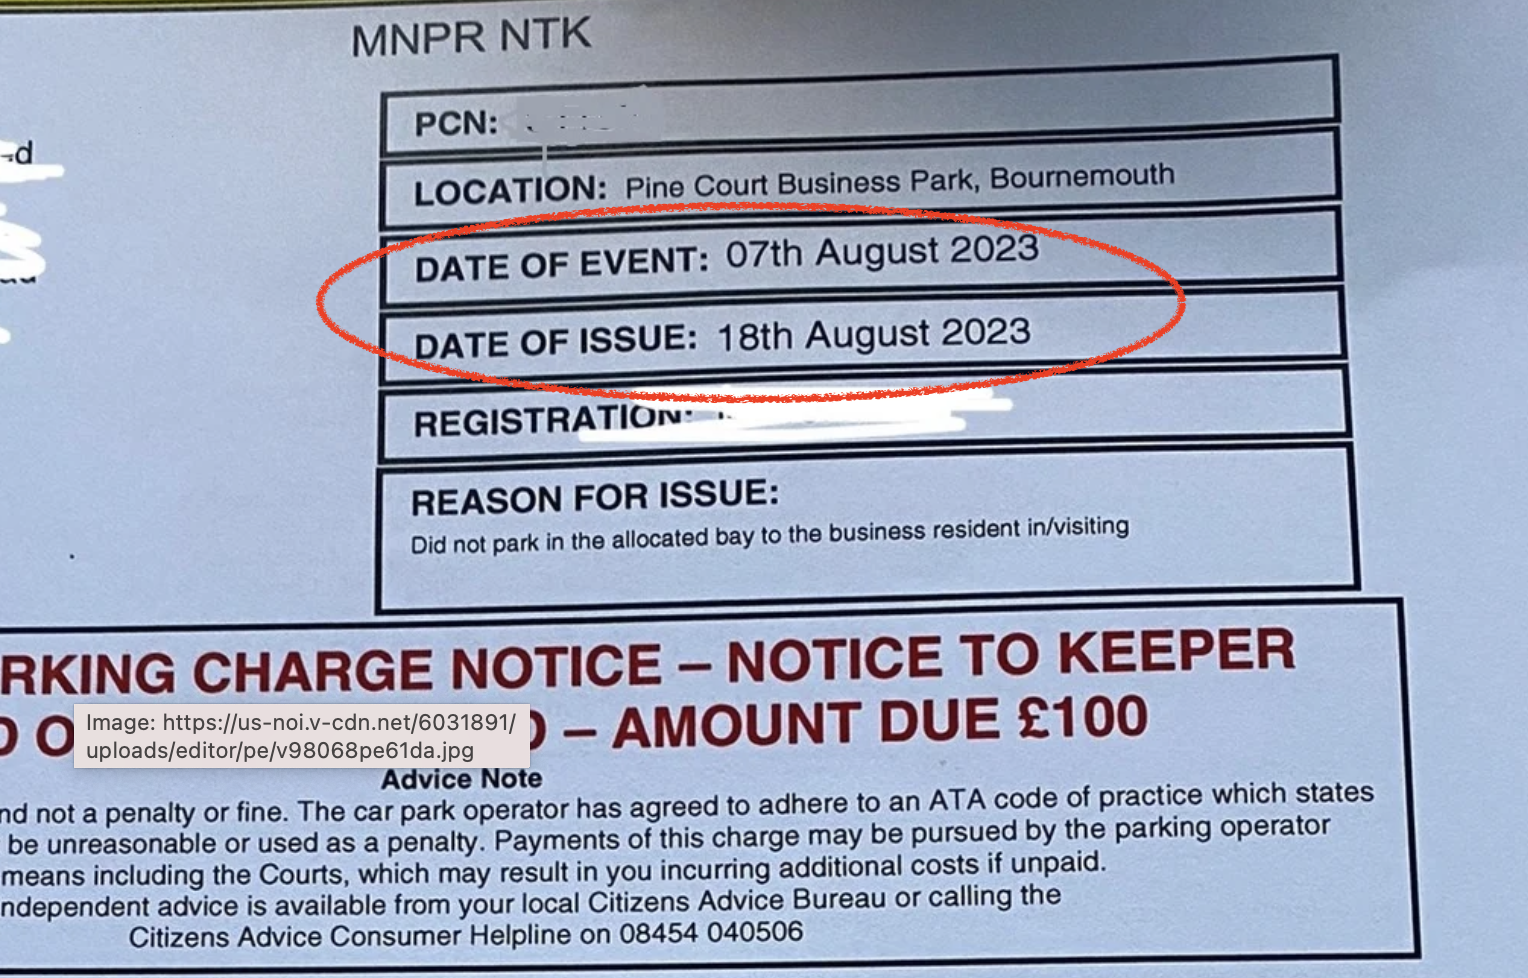 MNPR NTK
PCN:
LOCATION: Pine Court Business Park, Bournemouth
DATE OF EVENT: 07th August 2023
DATE OF ISSUE: 18th August 2023
REGISTRATION:
REASON FOR ISSUE:
Did not park in the allocated bay to the business resident in/visiting
RKING CHARGE NOTICE – NOTICE TO KEEPER
– AMOUNT DUE £100
Image: https://us-noi.v-cdn.net/6031891/
uploads/editor/pe/v98068pe61da.jpg
Advice Note
nd not a penalty or fine. The car park operator has agreed to adhere to an ATA code of practice which states
be unreasonable or used as a penalty. Payments of this charge may be pursued by the parking operator
means including the Courts, which may result in you incurring additional costs if unpaid.
ndependent advice is available from your local Citizens Advice Bureau or calling the
Citizens Advice Consumer Helpline on 08454 040506